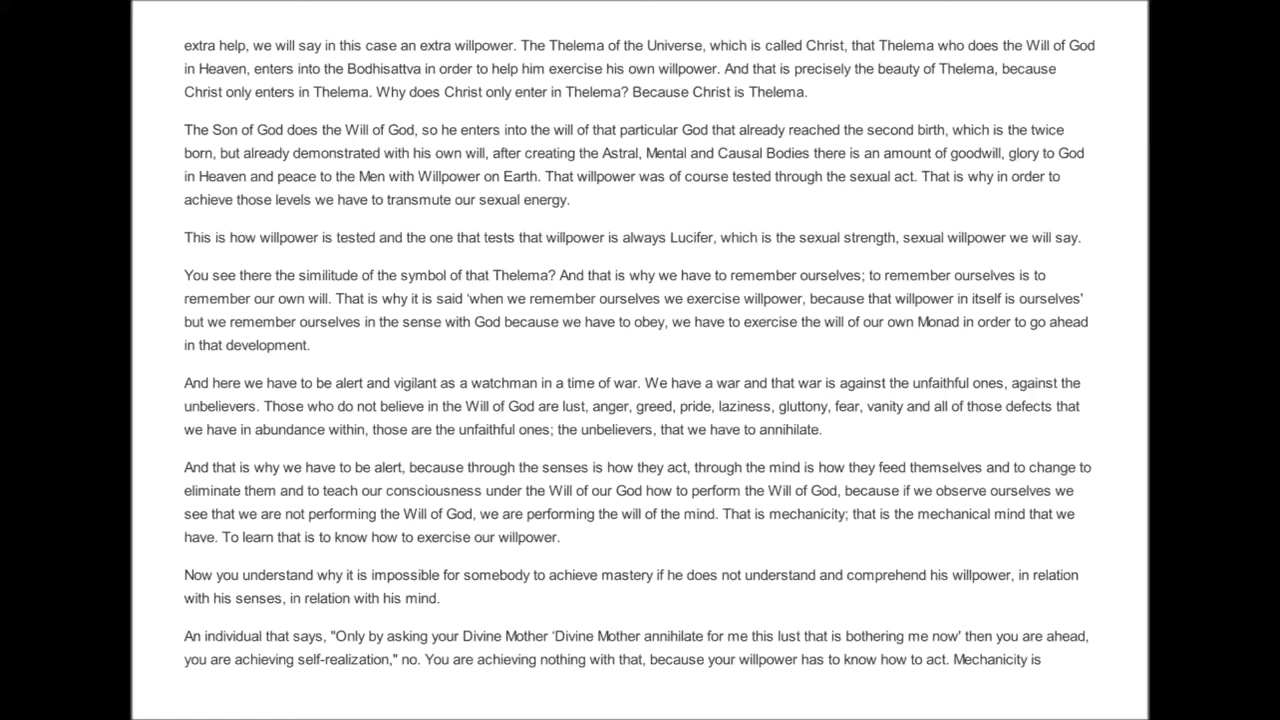 extra help, we will say in this case an extra willpower. The Thelema of the Universe, which is called Christ, that Thelema who does the Will of God
in Heaven, enters into the Bodhisattva in order to help him exercise his own willpower. And that is precisely the beauty of Thelema, because
Christ only enters in Thelema. Why does Christ only enter in Thelema? Because Christ is Thelema.
The Son of God does the Will of God, so he enters into the will of that particular God that already reached the second birth, which is the twice
born, but already demonstrated with his own will, after creating the Astral, Mental and Causal Bodies there is an amount of goodwill, glory to God
in Heaven and peace to the Men with Willpower on Earth. That willpower was of course tested through the sexual act. That is why in order to
achieve those levels we have to transmute our sexual energy.
This is how willpower is tested and the one that tests that willpower is always Lucifer, which is the sexual strength, sexual willpower we will say.
You see there the similitude of the symbol of that Thelema? And that is why we have to remember ourselves; to remember ourselves is to
remember our own will. That is why it is said ‘when we remember ourselves we exercise willpower, because that willpower in itself is ourselves'
but we remember ourselves in the sense with God because we have to obey, we have to exercise the will of our own Monad in order to go ahead
in that development.
And here we have to be alert and vigilant as a watchman in a time of war. We have a war and that war is against the unfaithful ones, against the
unbelievers. Those who do not believe in the Will of God are lust, anger, greed, pride, laziness, gluttony, fear, vanity and all of those defects that
we have in abundance within, those are the unfaithful ones; the unbelievers, that we have to annihilate.
And that is why we have to be alert, because through the senses is how they act, through the mind is how they feed themselves and to change to
eliminate them and to teach our consciousness under the Will of our God how to perform the Will of God, because if we observe ourselves we
see that we are not performing the Will of God, we are performing the will of the mind. That is mechanicity; that is the mechanical mind that we
have. To learn that is to know how to exercise our willpower.
Now you understand why it is impossible for somebody to achieve mastery if he does not understand and comprehend his willpower, in relation
with his senses, in relation with his mind.
An individual that says, "Only by asking your Divine Mother ‘Divine Mother annihilate for me this lust that is bothering me now' then you are ahead,
you are achieving self-realization," no. You are achieving nothing with that, because your willpower has to know how to act. Mechanicity is